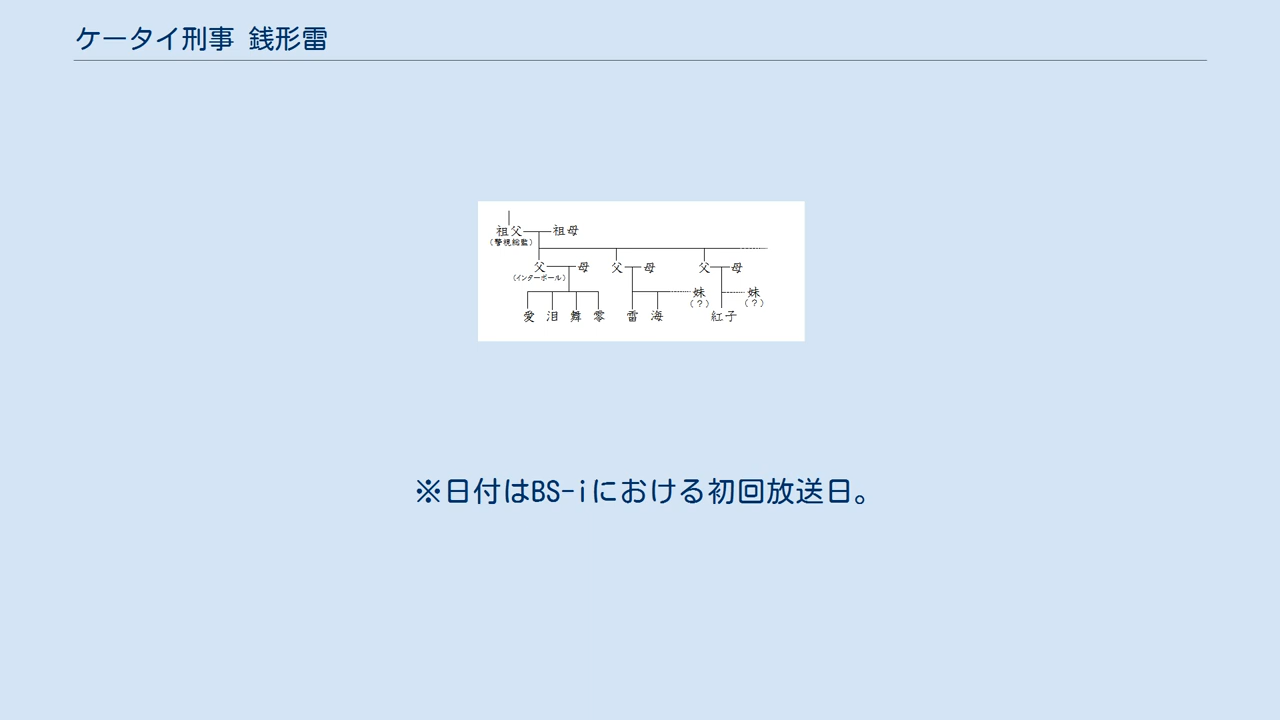 ケータイ刑事 銭形雷
祖父 祖母
(警視総監)
父 母 父 母 父 母
(インターポール)
妹 妹
(?) (?)
愛 泪 舞 零 雷 海 紅子
※日付はBS-iにおける初回放送日。